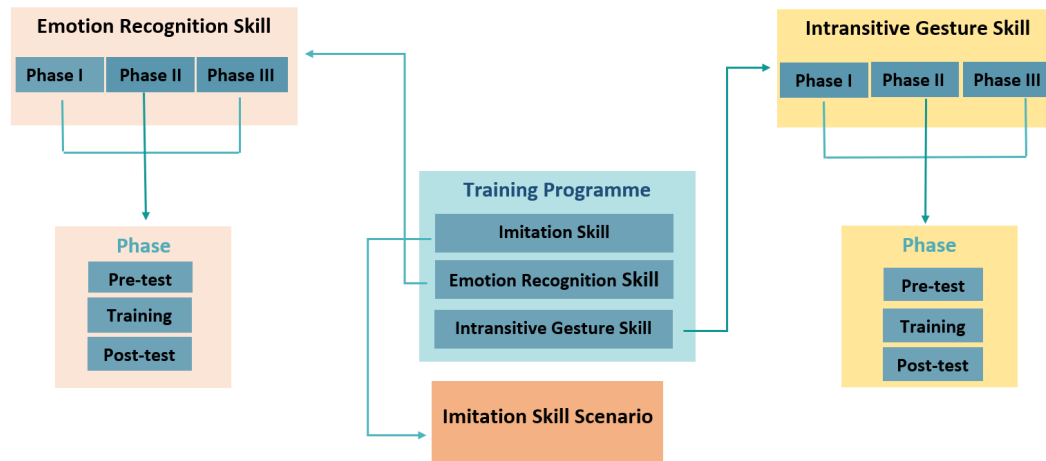 Emotion Recognition Skill
Phase I
Phase II
Phase III
Phase
Pre-test
Training
Post-test
Training Programme
Imitation Skill
Emotion Recognition Skill
Intransitive Gesture Skill
Imitation Skill Scenario
Intransitive Gesture Skill
Phase I
Phase II
Phase III
Phase
Pre-test
Training
Post-test